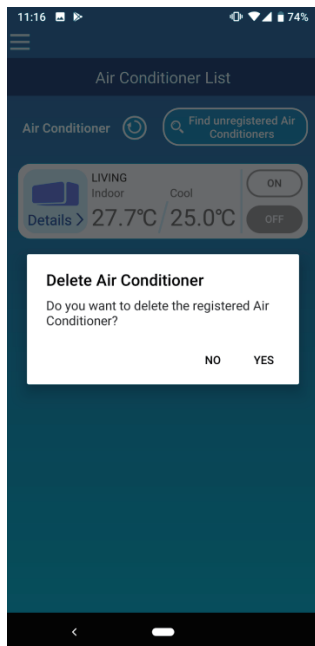 11:16 74%
Air Conditioner List
Air Conditioner Find unregistered Air
Conditioners
LIVING
Indoor Cool ON
Details > 27.7℃ 25.0℃ OFF
Delete Air Conditioner
Do you want to delete the registered Air
Conditioner?
NO YES